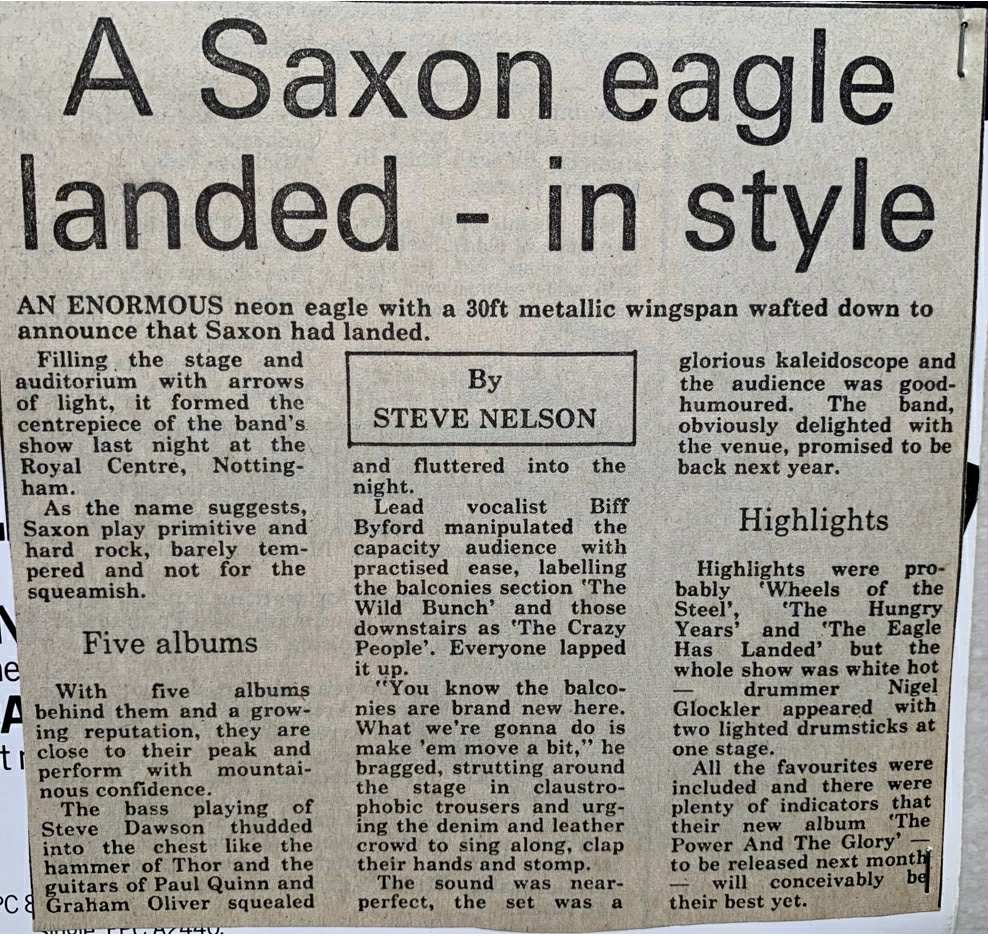 A Saxon eagle
landed - in style
AN ENORMOUS neon eagle with a 30ft metallic wingspan wafted down to
announce that Saxon had landed.
Filling the stage and
auditorium with arrows
of light, it formed the
centrepiece of the band's
show last night at the
Royal Centre, Notting-
ham.
As the name suggests,
Saxon play primitive and
hard rock, barely tem-
pered and not for the
squeamish.
Five albums
With five albums
behind them and a grow-
ing reputation, they are
close to their peak and
perform with mountai-
nous confidence.
The bass playing of
Steve Dawson thudded
into the chest like the
hammer of Thor and the
guitars of Paul Quinn and
Graham Oliver squealed
By
STEVE NELSON
and fluttered into the
night.
Lead vocalist Biff
Byford manipulated the
capacity audience with
practised ease, labelling
the balconies section 'The
Wild Bunch' and those
downstairs as 'The Crazy
People'. Everyone lapped
it up.
"You know the balco-
nies are brand new here.
What we're gonna do is
make 'em move a bit," he
bragged, strutting around
the stage in claustro-
phobic trousers and urg-
ing the denim and leather
crowd to sing along, clap
their hands and stomp.
The sound was near-
perfect, the set was a
glorious kaleidoscope and
the audience was good-
humoured. The band,
obviously delighted with
the venue, promised to be
back next year.
Highlights
Highlights were pro-
bably 'Wheels of the
Steel', 'The Hungry
Years' and 'The Eagle
Has Landed' but the
whole show was white hot
— drummer Nigel
Glockler appeared with
two lighted drumsticks at
one stage.
All the favourites were
included and there were
plenty of indicators that
their new album 'The
Power And The Glory' —
to be released next month
— will conceivably be
their best yet.